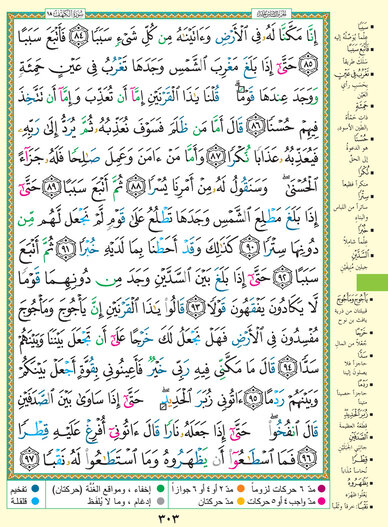 سُورَةُ الكَهْفِ ١٨
إِنَّا مَكَّنَّا لَهُۥ فِى ٱلْأَرْضِ وَءَاتَيْنَٰهُ مِن كُلِّ شَىْءٍ سَبَبًا ٨٤ فَأَتْبَعَ سَبَبًا
٨٥ حَتَّىٰٓ إِذَا بَلَغَ مَغْرِبَ ٱلشَّمْسِ وَجَدَهَا تَغْرُبُ فِى عَيْنٍ حَمِئَةٍ
وَوَجَدَ عِندَهَا قَوْمًا ۗ قُلْنَا يَٰذَا ٱلْقَرْنَيْنِ إِمَّآ أَن تُعَذِّبَ وَإِمَّآ أَن تَتَّخِذَ
فِيهِمْ حُسْنًا ٨٦ قَالَ أَمَّا مَن ظَلَمَ فَسَوْفَ نُعَذِّبُهُۥ ثُمَّ يُرَدُّ إِلَىٰ رَبِّهِۦ
فَيُعَذِّبُهُۥ عَذَابًا نُّكْرًا ٨٧ وَأَمَّا مَنْ ءَامَنَ وَعَمِلَ صَٰلِحًا فَلَهُۥ جَزَآءً
ٱلْحُسْنَىٰ ۖ وَسَنَقُولُ لَهُۥ مِنْ أَمْرِنَا يُسْرًا ٨٨ ثُمَّ أَتْبَعَ سَبَبًا ٨٩ حَتَّىٰٓ
إِذَا بَلَغَ مَطْلِعَ ٱلشَّمْسِ وَجَدَهَا تَطْلُعُ عَلَىٰ قَوْمٍ لَّمْ نَجْعَل لَّهُم مِّن
دُونِهَا سِتْرًا ٩٠ كَذَٰلِكَ وَقَدْ أَحَطْنَا بِمَا لَدَيْهِ خُبْرًا ٩١ ثُمَّ أَتْبَعَ
سَبَبًا ٩٢ حَتَّىٰٓ إِذَا بَلَغَ بَيْنَ ٱلسَّدَّيْنِ وَجَدَ مِن دُونِهِمَا قَوْمًا
لَّا يَكَادُونَ يَفْقَهُونَ قَوْلًا ٩٣ قَالُوا۟ يَٰذَا ٱلْقَرْنَيْنِ إِنَّ يَأْجُوجَ وَمَأْجُوجَ
مُفْسِدُونَ فِى ٱلْأَرْضِ فَهَلْ نَجْعَلُ لَكَ خَرْجًا عَلَىٰٓ أَن تَجْعَلَ بَيْنَنَا وَبَيْنَهُمْ
سَدًّا ٩٤ قَالَ مَا مَكَّنِّى فِيهِ رَبِّى خَيْرٌ فَأَعِينُونِى بِقُوَّةٍ أَجْعَلْ بَيْنَكُمْ
وَبَيْنَهُمْ رَدْمًا ٩٥ ءَاتُونِى زُبَرَ ٱلْحَدِيدِ ۖ حَتَّىٰٓ إِذَا سَاوَىٰ بَيْنَ ٱلصَّدَفَيْنِ
قَالَ ٱنفُخُوا۟ ۖ حَتَّىٰٓ إِذَا جَعَلَهُۥ نَارًا قَالَ ءَاتُونِىٓ أُفْرِغْ عَلَيْهِ قِطْرًا
٩٦ فَمَا ٱسْطَٰعُوٓا۟ أَن يَظْهَرُوهُ وَمَا ٱسْتَطَٰعُوا۟ لَهُۥ نَقْبًا ٩٧
مدّ ٦ حركات لزوماً مدّ ٢ أو ٤ أو ٦ جوازاً إخفاء ، ومواقع الغُنَّة (حركتان) تفخيم
مدّ واجب ٤ أو ٥ حركات مدّ حركتان إدغام ، وما لا يُلفظ قلقلة
٣٠٣